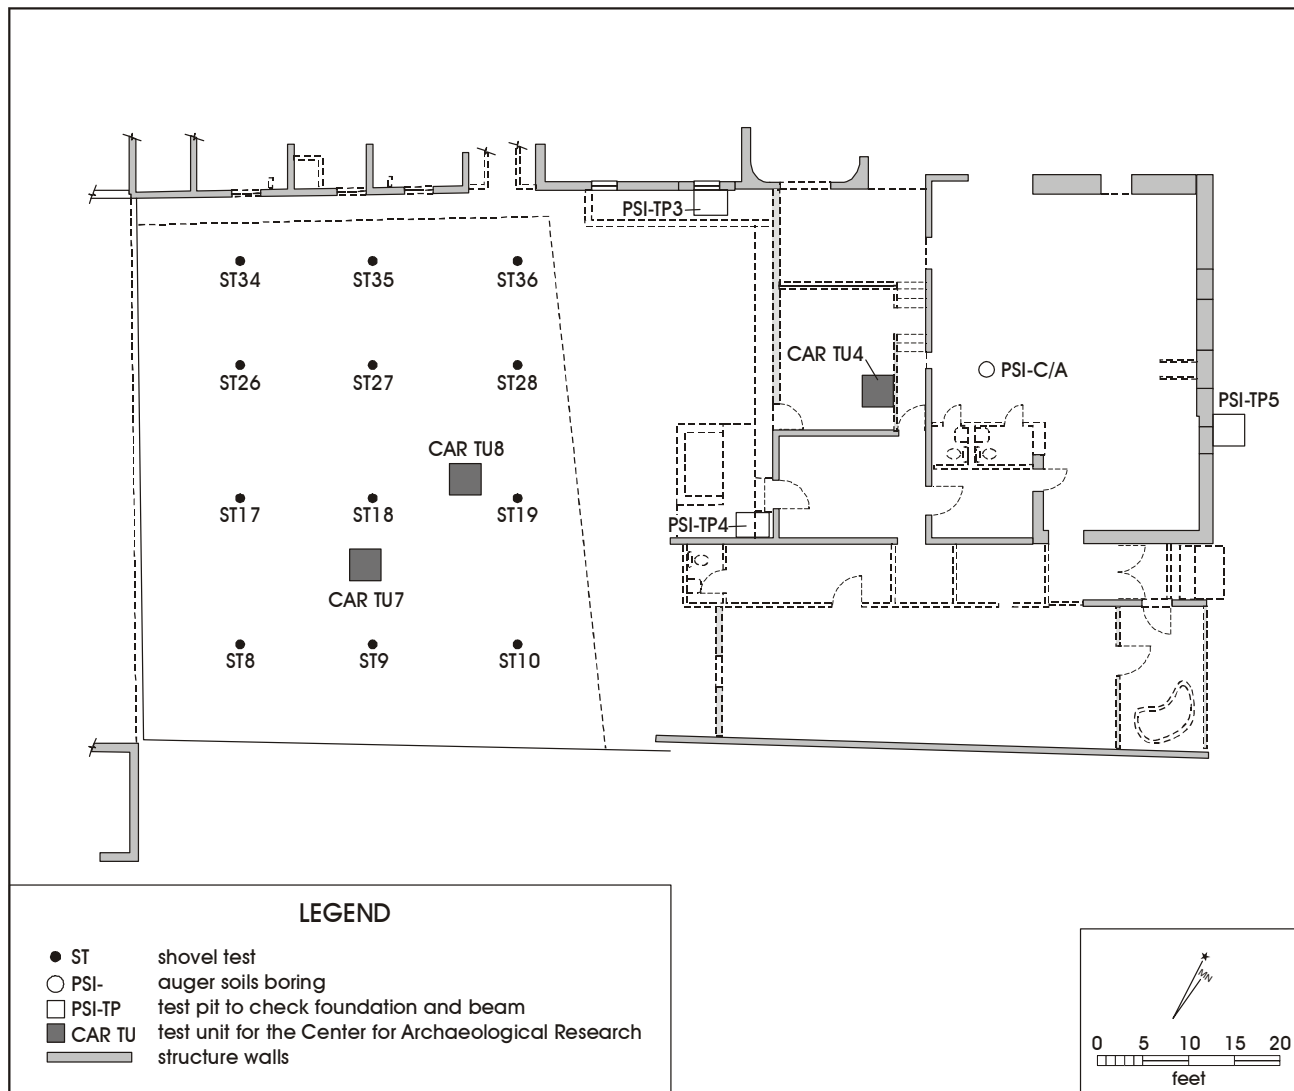 PSI-TP3
ST34 ST35 ST36
CAR TU4
ST26 ST27 ST28
PSI-C/A
PSI-TP5
CAR TU8
ST17 ST18 ST19
PSI-TP4
CAR TU7
ST8 ST9 ST10
LEGEND
ST shovel test
PSI- auger soils boring
PSI-TP test pit to check foundation and beam
CAR TU test unit for the Center for Archaeological Research
structure walls
MN
0 5 10 15 20
feet